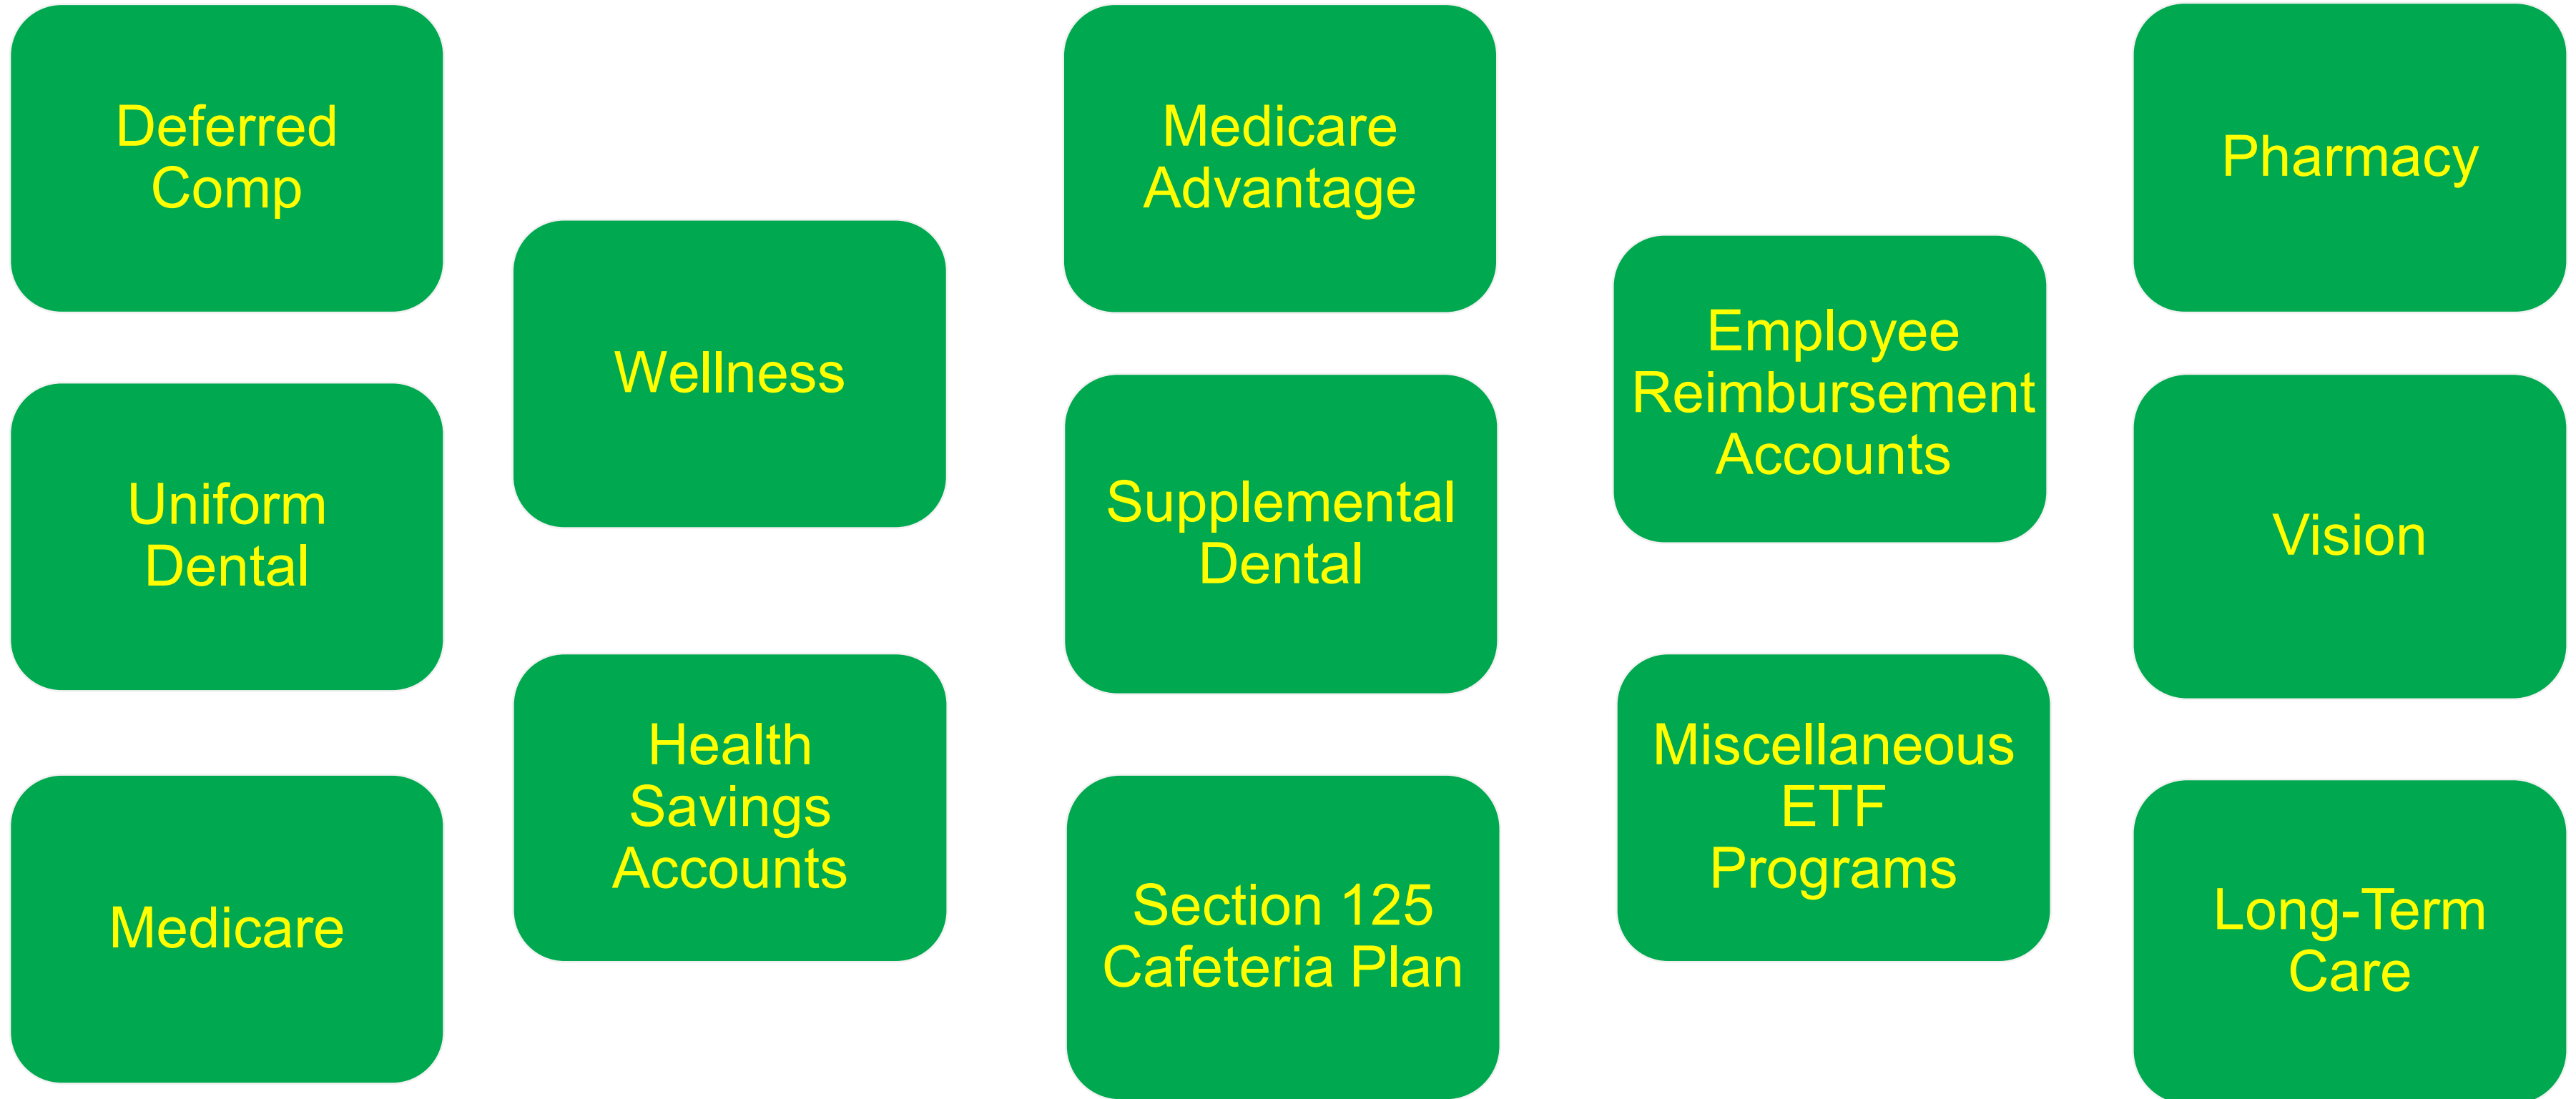 Deferred
Comp
Uniform
Dental
Medicare
Wellness
Health
Savings
Accounts
Medicare
Advantage
Supplemental
Dental
Section 125
Cafeteria Plan
Employee
Reimbursement
Accounts
Miscellaneous
ETF
Programs
Pharmacy
Vision
Long-Term
Care